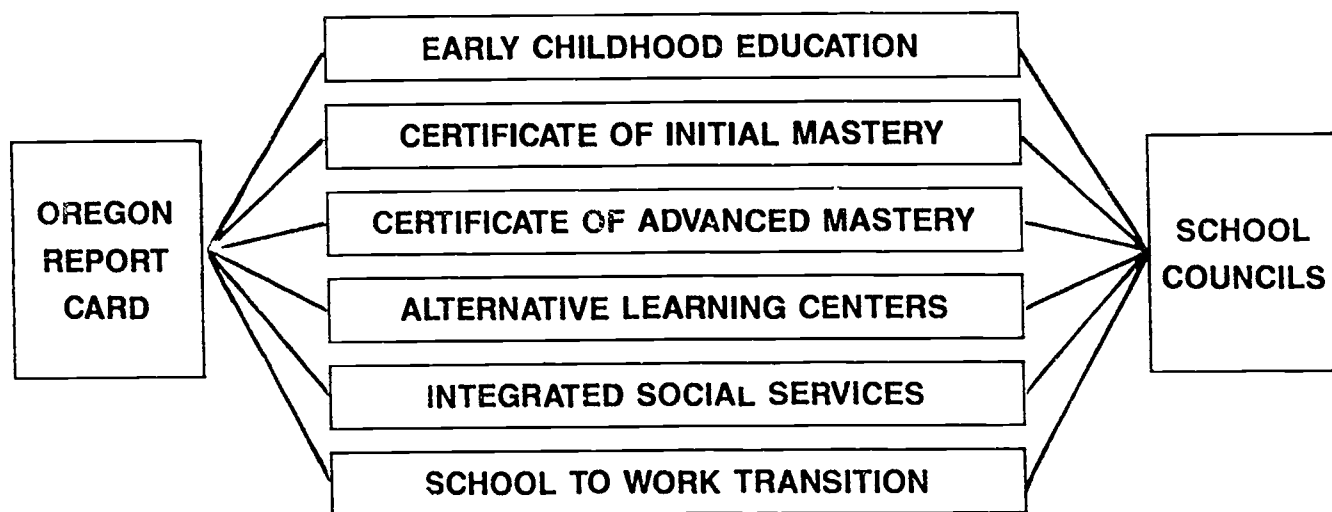 EARLY CHILDHOOD EDUCATION
CERTIFICATE OF INITIAL MASTERY
CERTIFICATE OF ADVANCED MASTERY
ALTERNATIVE LEARNING CENTERS
INTEGRATED SOCIAL SERVICES
SCHOOL TO WORK TRANSITION
OREGON
REPORT
CARD
SCHOOL
COUNCILS